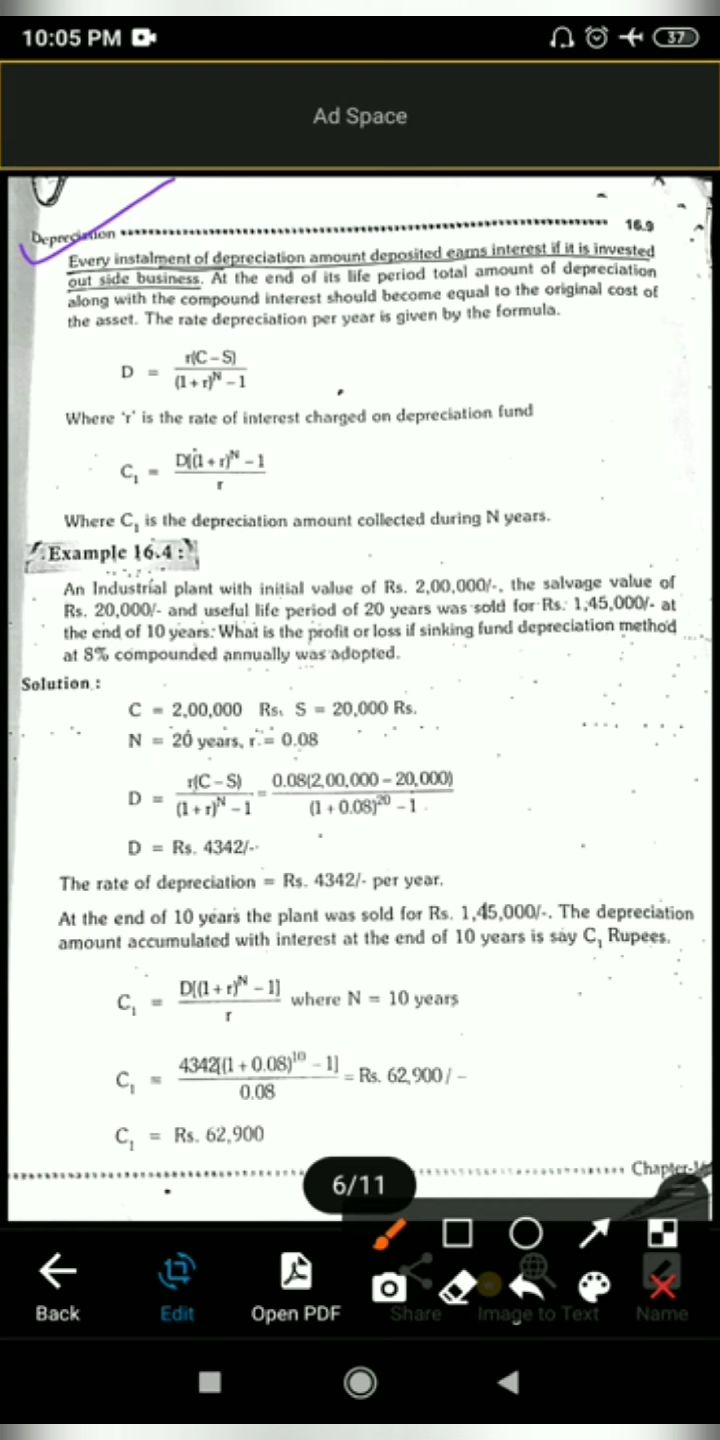 10:05 PM
37
Ad Space
Depreciation 16.9
Every instalment of depreciation amount deposited earns interest if it is invested
out side business. At the end of its life period total amount of depreciation
along with the compound interest should become equal to the original cost of
the asset. The rate depreciation per year is given by the formula.
D = r(C – S) / (1 + r)^N – 1
Where 'r' is the rate of interest charged on depreciation fund
C₁ = D[(1 + r)^N – 1 / r
Where C₁ is the depreciation amount collected during N years.
Example 16.4 :
An Industrial plant with initial value of Rs. 2,00,000/-, the salvage value of
Rs. 20,000/- and useful life period of 20 years was sold for Rs. 1,45,000/- at
the end of 10 years. What is the profit or loss if sinking fund depreciation method
at 8% compounded annually was adopted.
Solution :
C = 2,00,000 Rs. S = 20,000 Rs.
N = 20 years, r = 0.08
D = r(C – S) / (1 + r)^N – 1 = 0.08(2,00,000 – 20,000) / (1 + 0.08)^20 – 1
D = Rs. 4342/-
The rate of depreciation = Rs. 4342/- per year.
At the end of 10 years the plant was sold for Rs. 1,45,000/-. The depreciation
amount accumulated with interest at the end of 10 years is say C₁ Rupees.
C₁ = D[(1 + r)^N – 1] / r where N = 10 years
C₁ = 4342[(1 + 0.08)^10 – 1] / 0.08 = Rs. 62,900/–
C₁ = Rs. 62,900
6/11
Back Edit Open PDF Share Image to Text Name